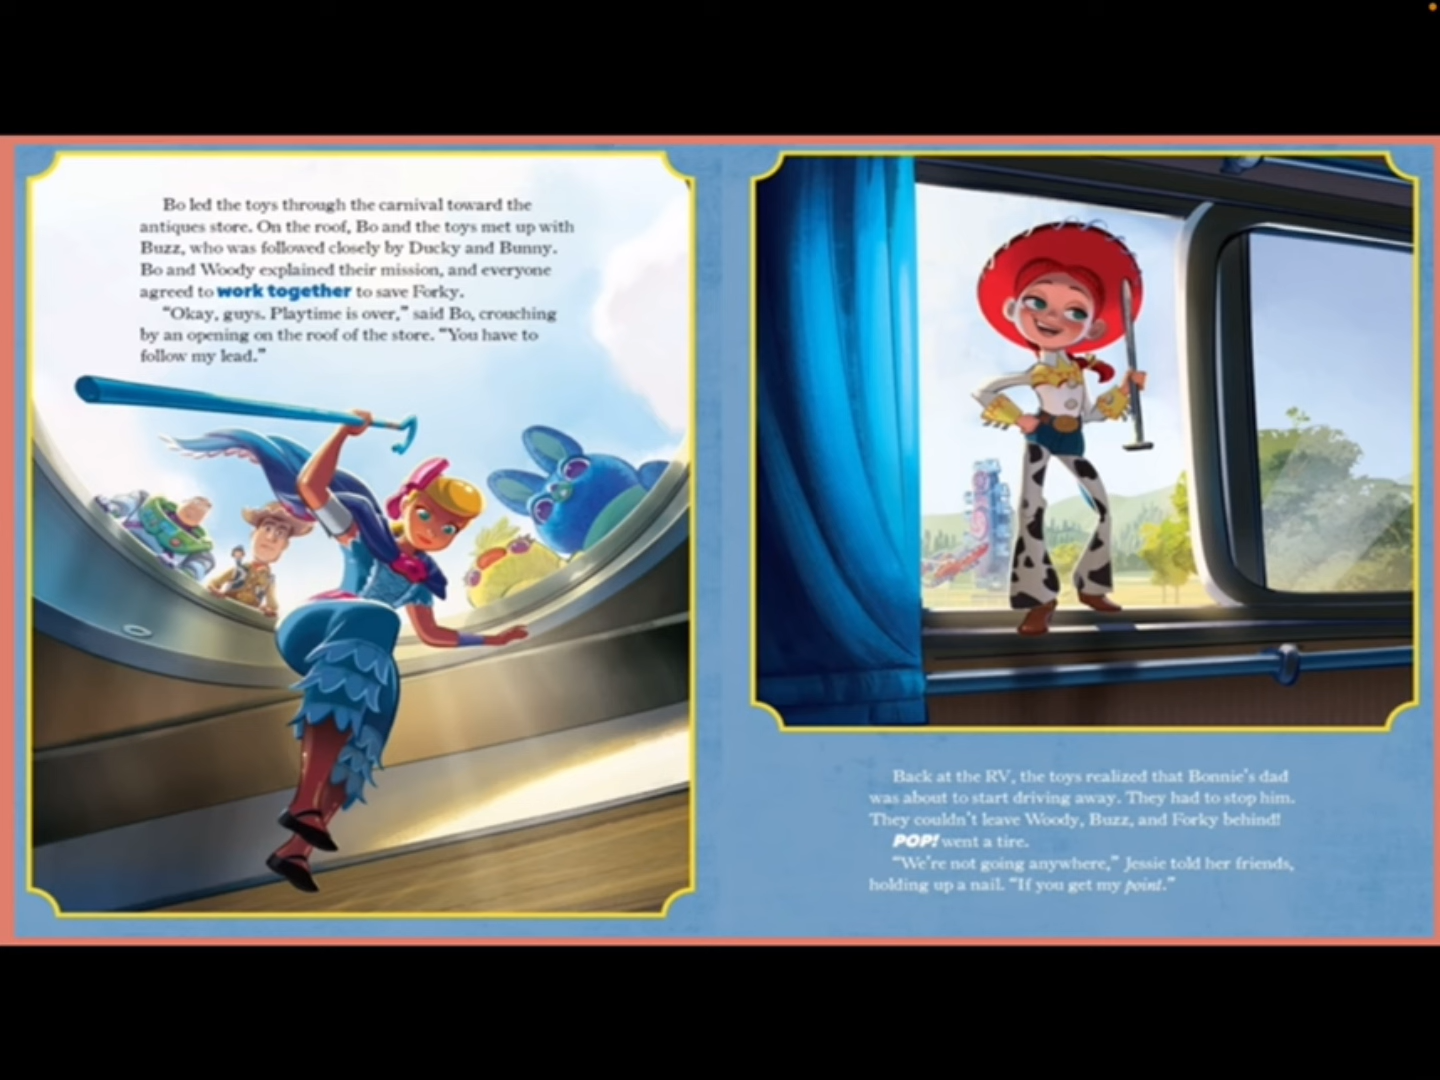 Bo led the toys through the carnival toward the
antiques store. On the roof, Bo and the toys met up with
Buzz, who was followed closely by Ducky and Bunny.
Bo and Woody explained their mission, and everyone
agreed to work together to save Forky.
“Okay, guys. Playtime is over,” said Bo, crouching
by an opening on the roof of the store. “You have to
follow my lead.”
Back at the RV, the toys realized that Bonnie’s dad
was about to start driving away. They had to stop him.
They couldn’t leave Woody, Buzz, and Forky behind!
POP! went a tire.
“We’re not going anywhere,” Jessie told her friends,
holding up a nail. “If you get my point.”